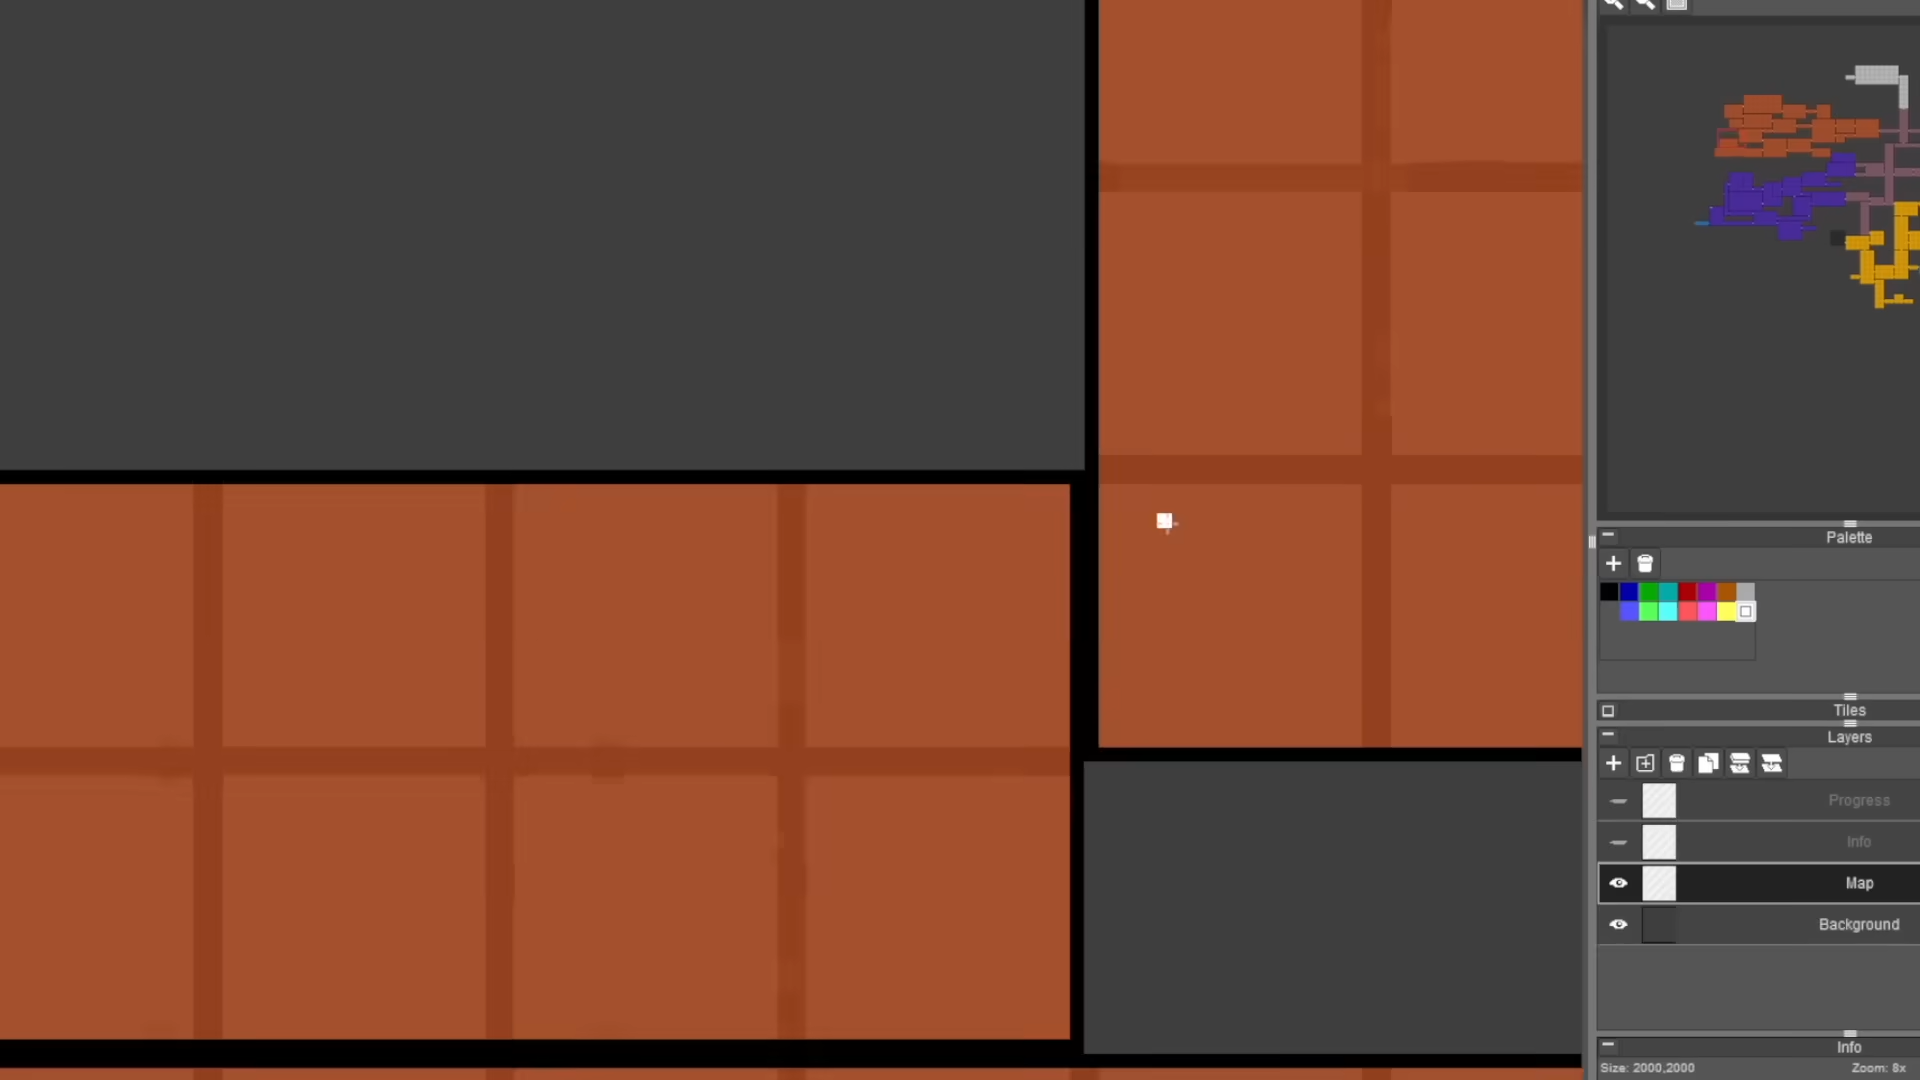 Palette
Tiles
Layers
Progress
Info
Map
Background
Info
Size: 2000,2000
Zoom: 8x